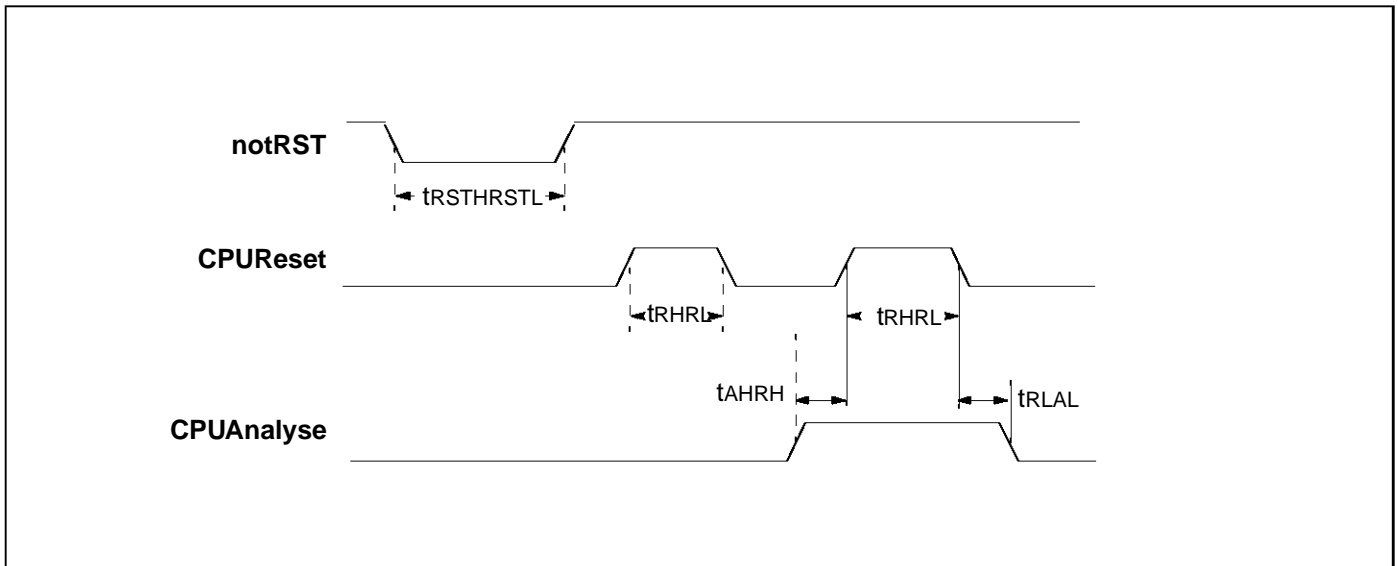 notRST
tRSTHRSTL
CPUReset
tRHRL
tRHRL
tAHRH
tRLAL
CPUAnalyse